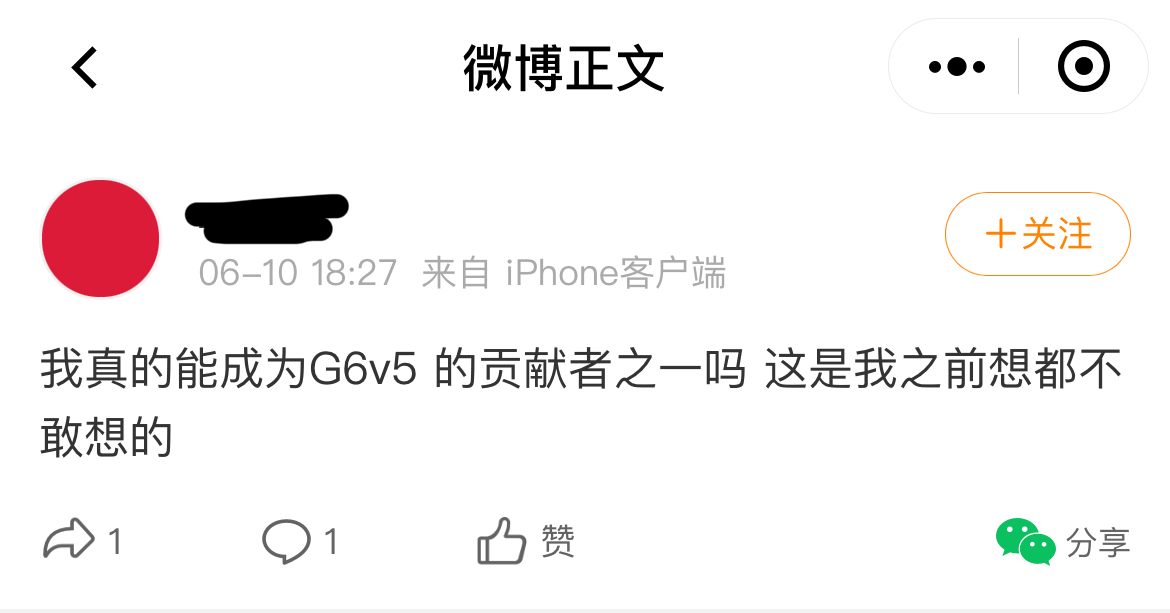 微博正文
+关注
06-10 18:27 来自 iPhone客户端
我真的能成为G6v5 的贡献者之一吗 这是我之前想都不
敢想的
1 1 赞 分享